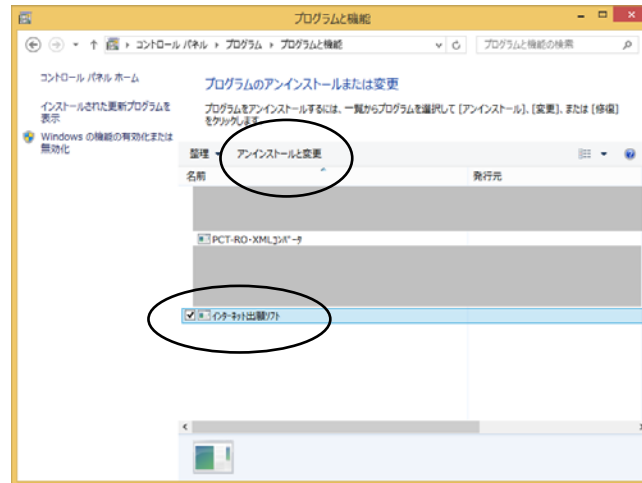 プログラムと機能
コントロール パネル ▸ プログラム ▸ プログラムと機能
プログラムと機能の検索
コントロール パネル ホーム
インストールされた更新プログラムを
表示
Windows の機能の有効化または
無効化
プログラムのアンインストールまたは変更
プログラムをアンインストールするには、一覧からプログラムを選択して [アンインストール]、[変更]、または [修復]
をクリックします。
整理 アンインストールと変更
名前 発行元
PCT-RO-XMLコンバータ
インターネット出願ソフト